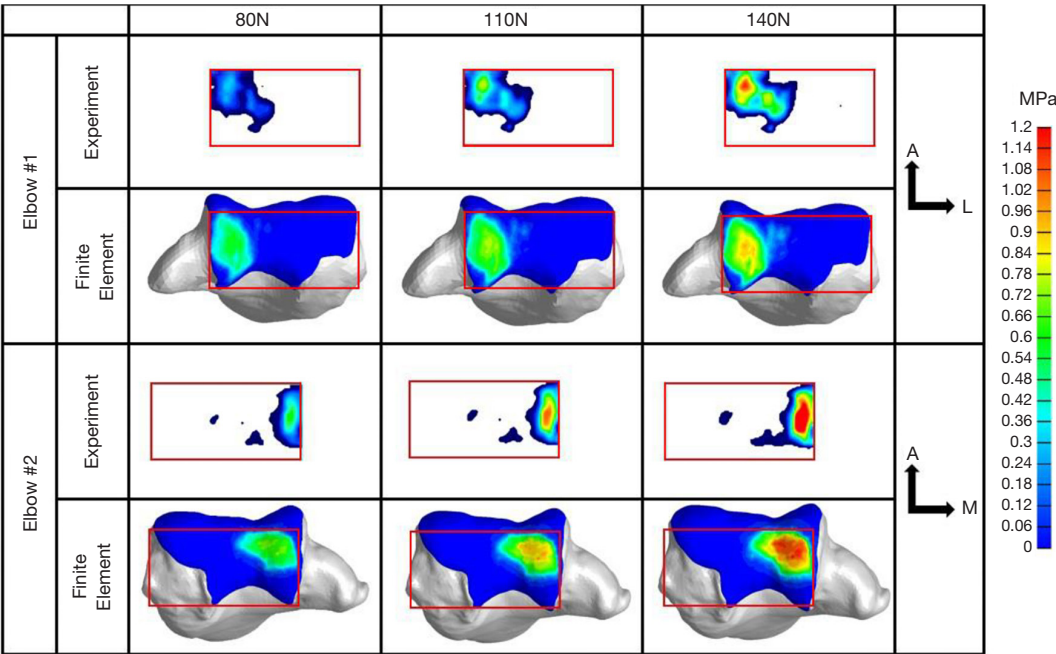 80N
110N
140N
Elbow #1
Experiment
Finite
Element
A
L
Elbow #2
Experiment
Finite
Element
A
M
MPa
1.2
1.14
1.08
1.02
0.96
0.9
0.84
0.78
0.72
0.66
0.6
0.54
0.48
0.42
0.36
0.3
0.24
0.18
0.12
0.06
0